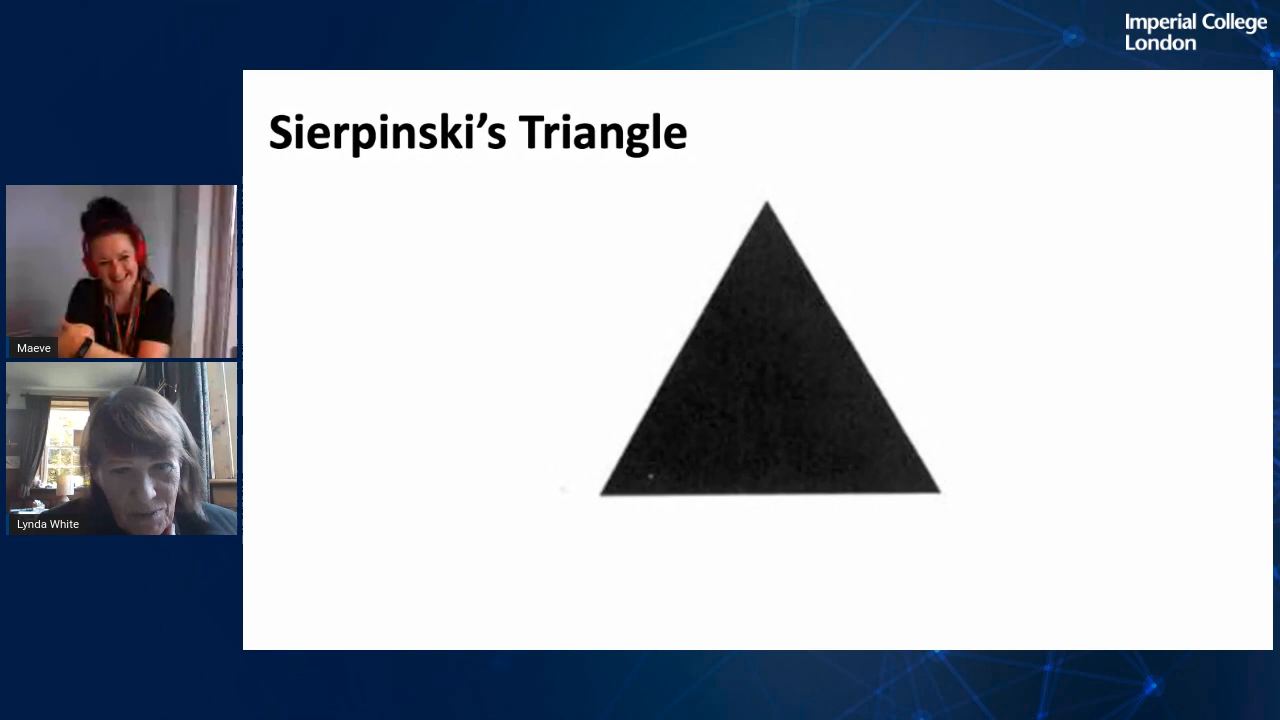 Imperial College
London
Sierpinski’s Triangle
Maeve
Lynda White